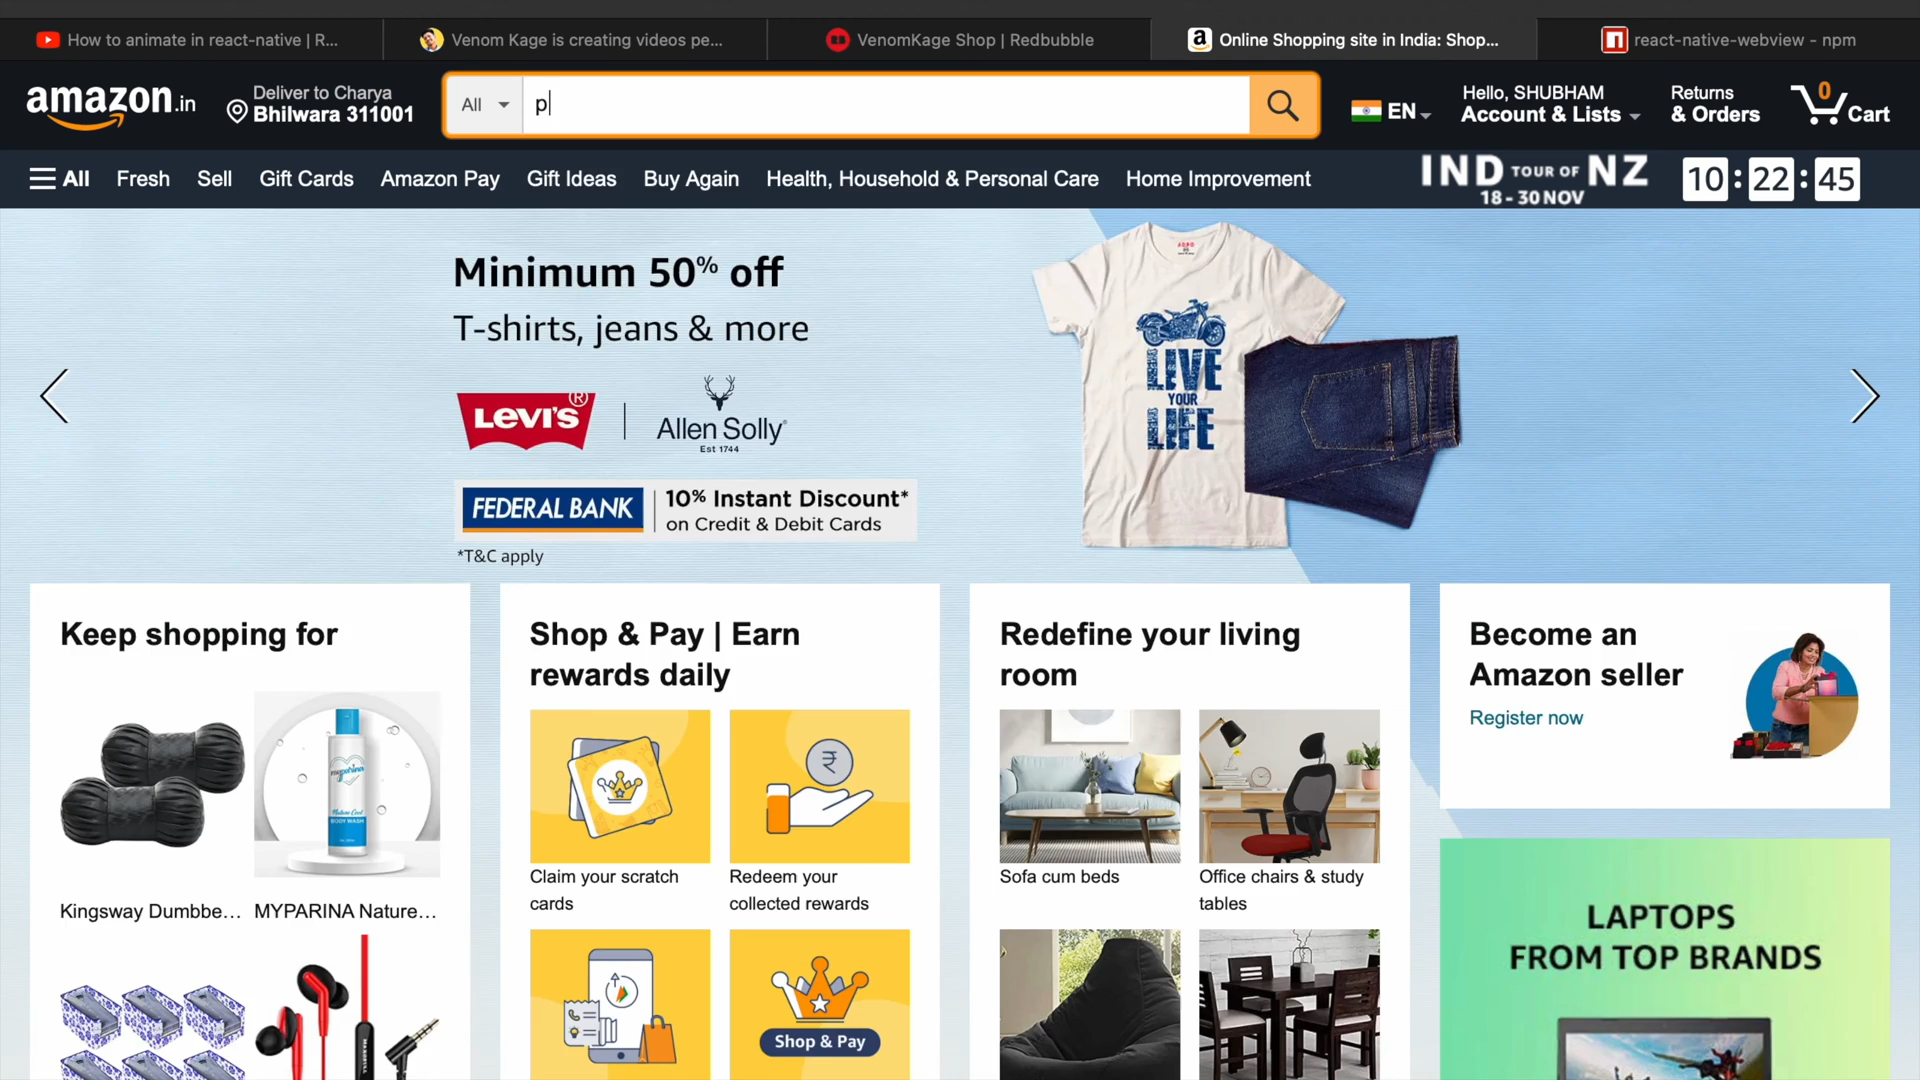 How to animate in react-native | R...
Venom Kage is creating videos pe...
VenomKage Shop | Redbubble
Online Shopping site in India: Shop...
react-native-webview - npm
amazon.in
Deliver to Charya
Bhilwara 311001
All
p
EN
Hello, SHUBHAM
Account & Lists
Returns
& Orders
0
Cart
All
Fresh
Sell
Gift Cards
Amazon Pay
Gift Ideas
Buy Again
Health, Household & Personal Care
Home Improvement
IND TOUR OF NZ
18 - 30 NOV
10 : 22 : 45
Minimum 50% off
T-shirts, jeans & more
LEVI'S®
Allen Solly
Est 1744
FEDERAL BANK
10% Instant Discount*
on Credit & Debit Cards
*T&C apply
LIVE
YOUR
LIFE
Keep shopping for
myparina
Nature Cool
BODY WASH
Kingsway Dumbbe...
MYPARINA Nature...
Shop & Pay | Earn
rewards daily
Claim your scratch
cards
Redeem your
collected rewards
Shop & Pay
Redefine your living
room
Sofa cum beds
Office chairs & study
tables
Become an
Amazon seller
Register now
LAPTOPS
FROM TOP BRANDS